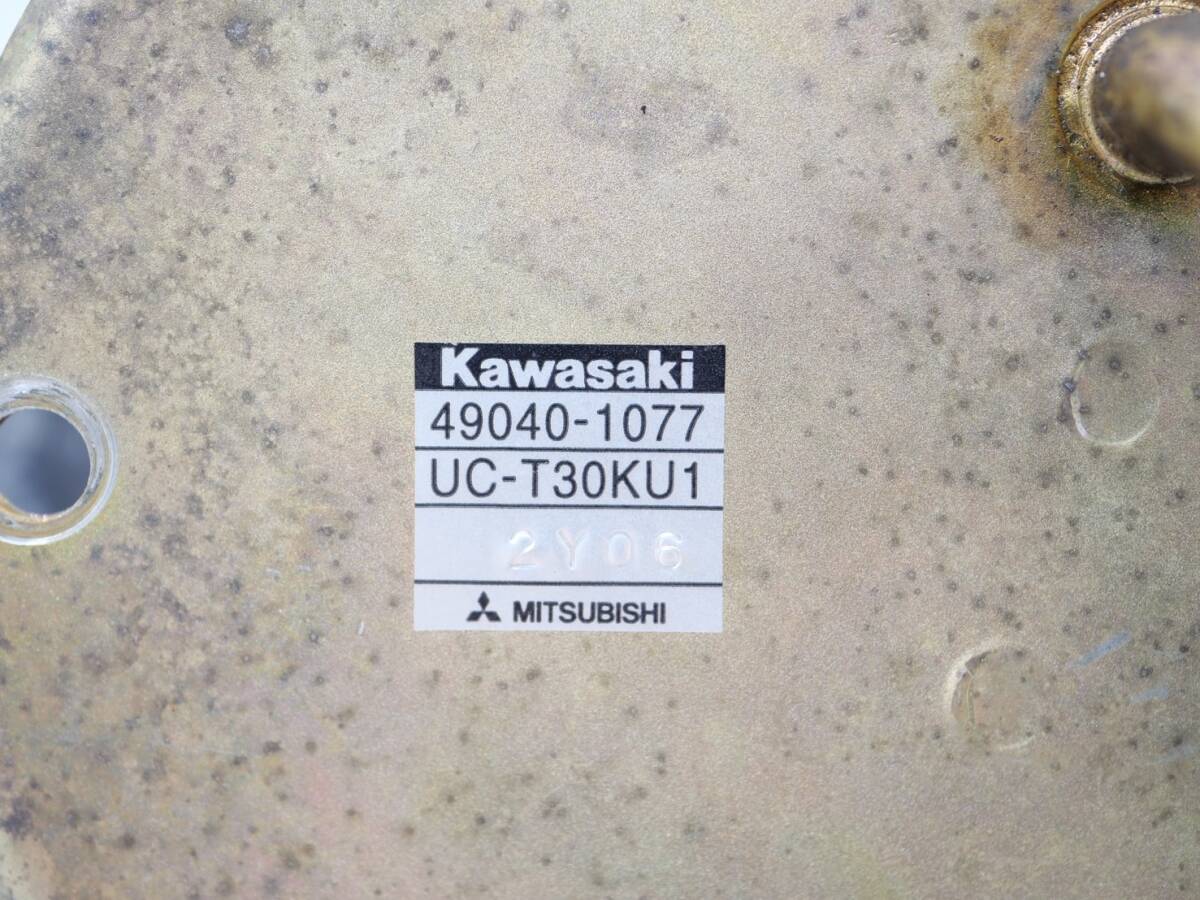 Kawasaki
49040-1077
UC-T30KU1
2Y06
MITSUBISHI